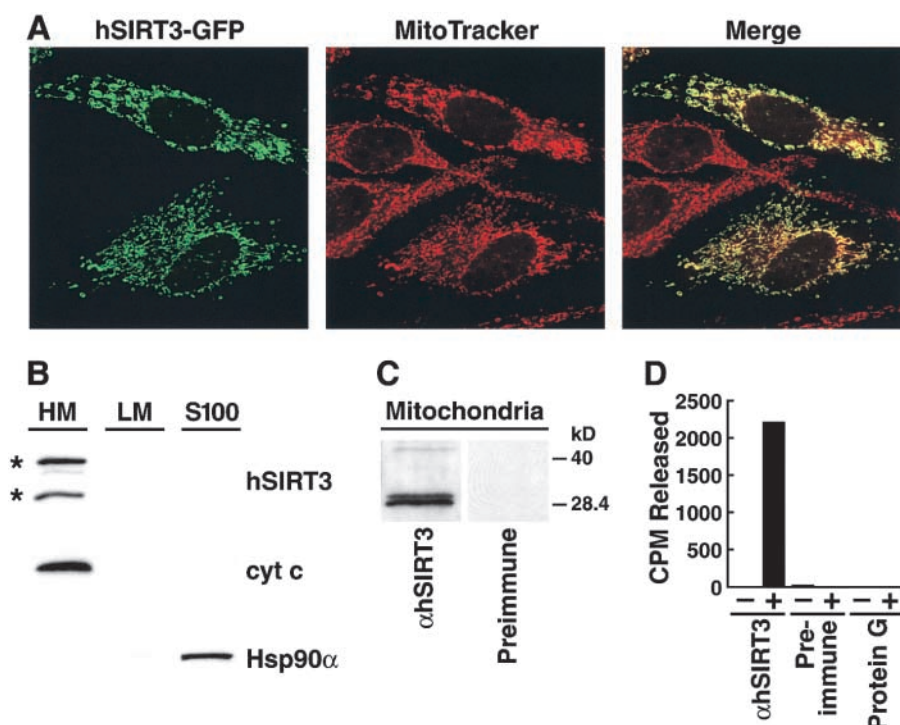 A
hSIRT3-GFP
MitoTracker
Merge
B
HM
LM
S100
*
*
hSIRT3
cyt c
Hsp90α
C
Mitochondria
kD
40
28.4
αhSIRT3
Preimmune
D
CPM Released
2500
2000
1500
1000
500
0
− + − + − +
αhSIRT3
Pre-
immune
Protein G